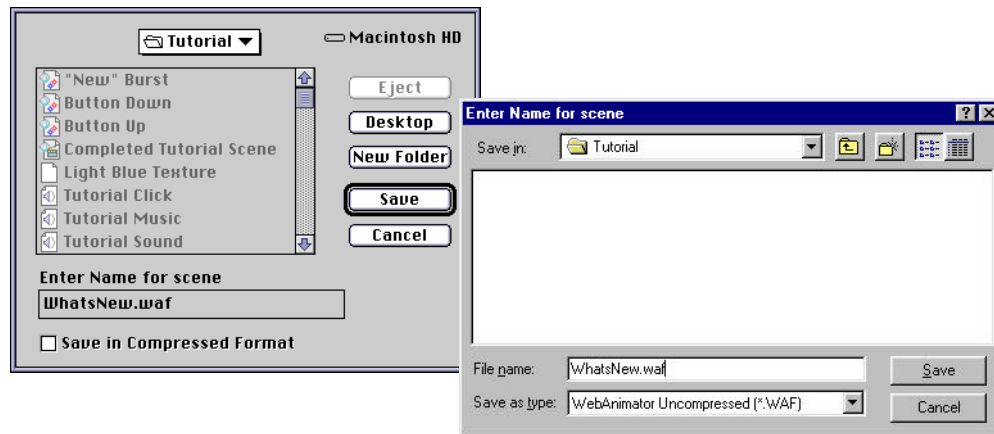 Tutorial
Macintosh HD
"New" Burst
Button Down
Button Up
Completed Tutorial Scene
Light Blue Texture
Tutorial Click
Tutorial Music
Tutorial Sound
Eject
Desktop
New Folder
Save
Cancel
Enter Name for scene
WhatsNew.waf
Save in Compressed Format
Enter Name for scene
Save in: Tutorial
File name: WhatsNew.waf
Save
Save as type: WebAnimator Uncompressed (*.WAF)
Cancel